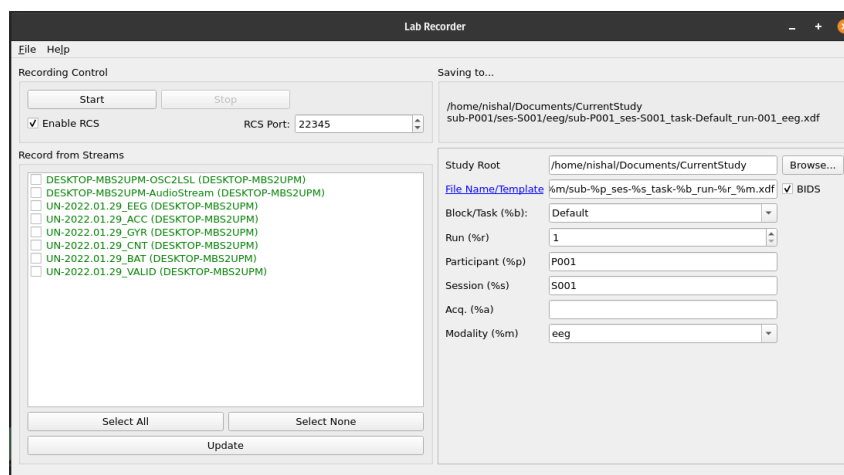 Lab Recorder
File Help
Recording Control
Start Stop
Enable RCS RCS Port: 22345
Record from Streams
DESKTOP-MBS2UPM-OSC2LSL (DESKTOP-MBS2UPM)
DESKTOP-MBS2UPM-AudioStream (DESKTOP-MBS2UPM)
UN-2022.01.29_EEG (DESKTOP-MBS2UPM)
UN-2022.01.29_ACC (DESKTOP-MBS2UPM)
UN-2022.01.29_GYR (DESKTOP-MBS2UPM)
UN-2022.01.29_CNT (DESKTOP-MBS2UPM)
UN-2022.01.29_BAT (DESKTOP-MBS2UPM)
UN-2022.01.29_VALID (DESKTOP-MBS2UPM)
Select All Select None
Update
Saving to...
/home/nishal/Documents/CurrentStudy
sub-P001/ses-S001/eeg/sub-P001_ses-S001_task-Default_run-001_eeg.xdf
Study Root /home/nishal/Documents/CurrentStudy Browse...
File Name/Template %m/sub-%p_ses-%s_task-%b_run-%r_%m.xdf BIDS
Block/Task (%b): Default
Run (%r) 1
Participant (%p) P001
Session (%s) S001
Acq. (%a)
Modality (%m) eeg